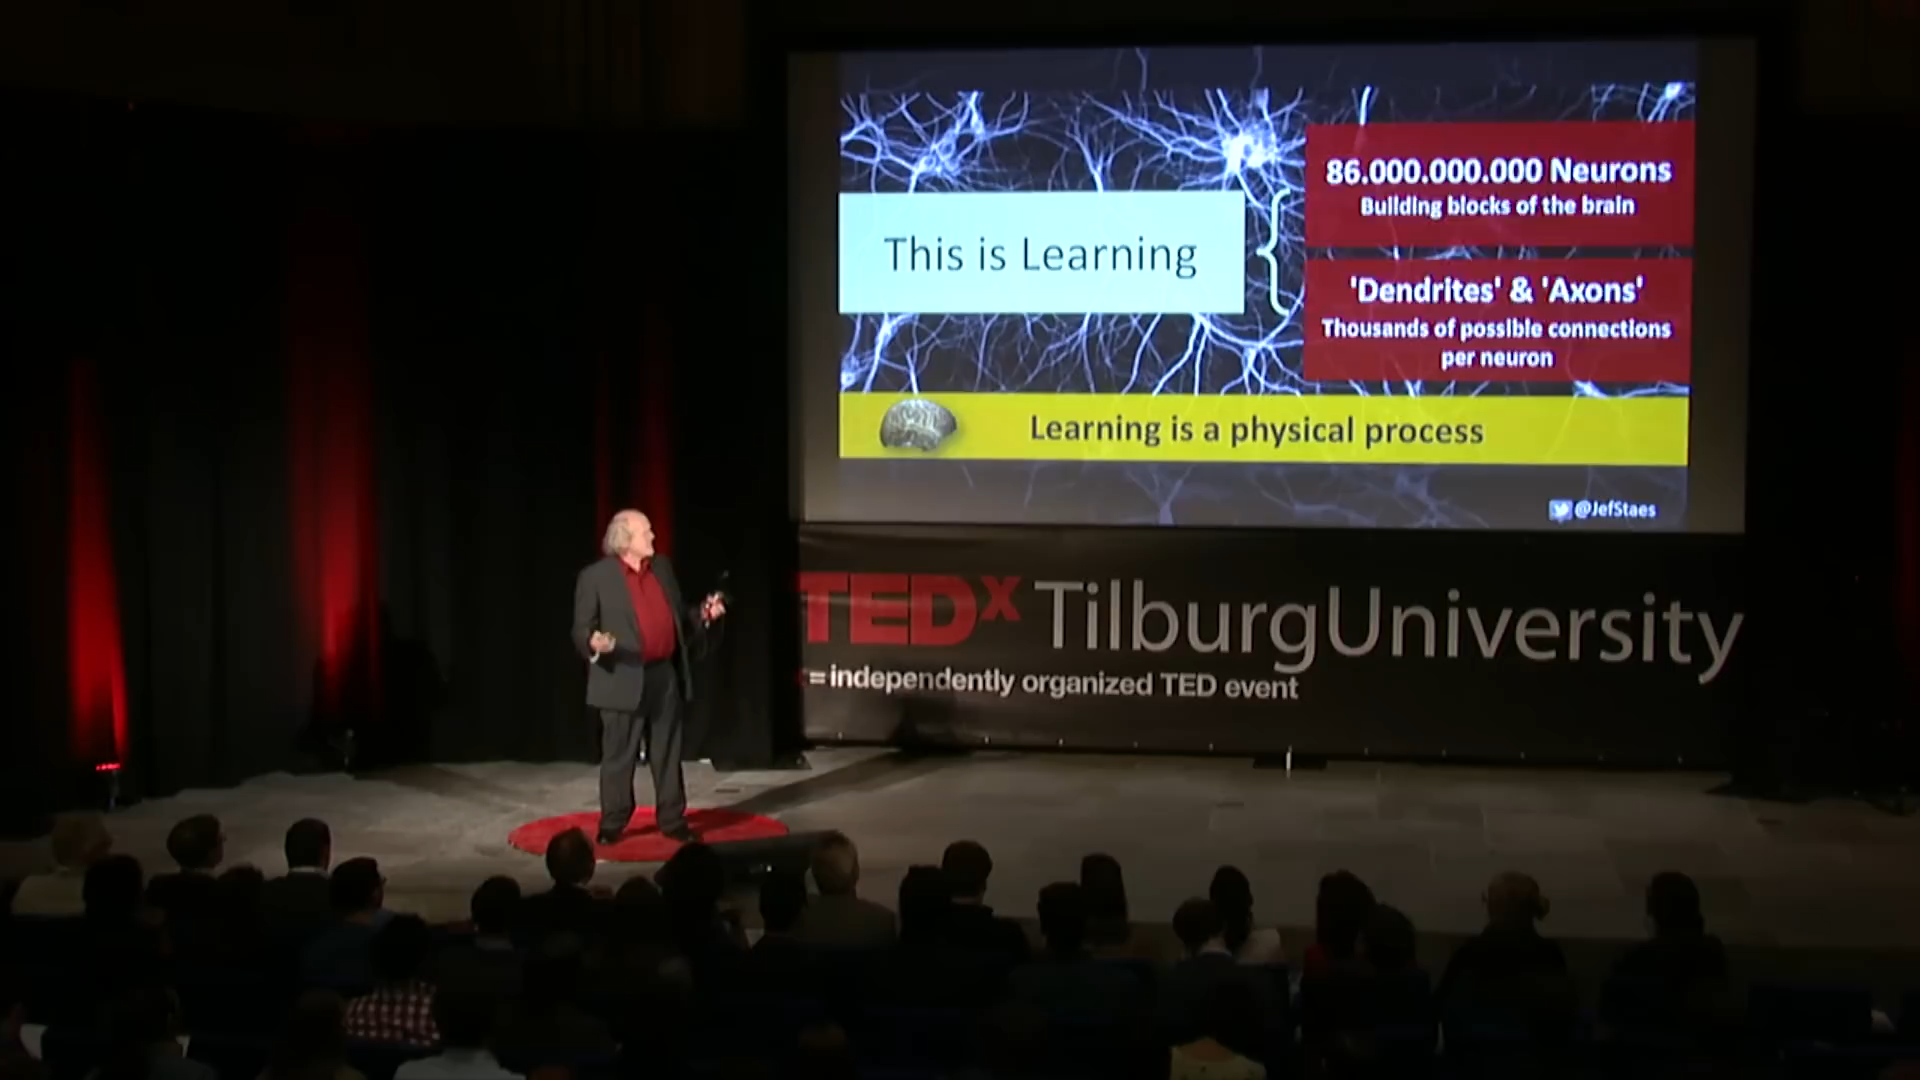 86.000.000.000 Neurons
Building blocks of the brain
This is Learning
'Dendrites' & 'Axons'
Thousands of possible connections
per neuron
Learning is a physical process
@JefStaes
TEDx TilburgUniversity
= independently organized TED event